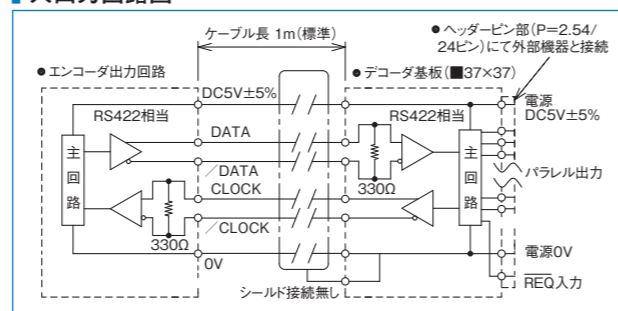 ケーブル長 1m(標準)
●ヘッダーピン部(P=2.54/
24ピン)にて外部機器と接続
●エンコーダ出力回路
●デコーダ基板(■37×37)
DC5V±5%
RS422相当
RS422相当
電源
DC5V±5%
DATA
主回路
主回路
/DATA
330Ω
パラレル出力
CLOCK
/CLOCK
330Ω
0V
電源0V
シールド接続無し
REQ入力